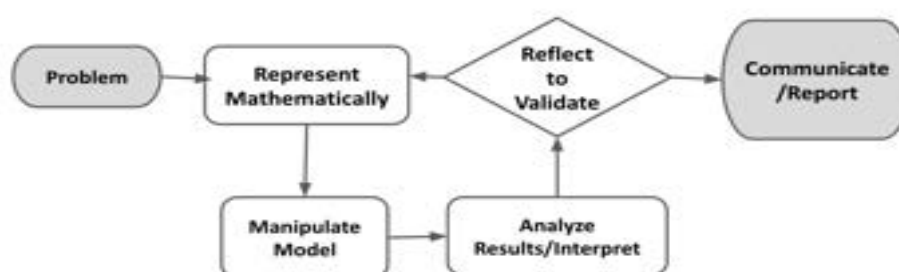 Problem
Represent
Mathematically
Reflect
to
Validate
Communicate
/Report
Manipulate
Model
Analyze
Results/Interpret